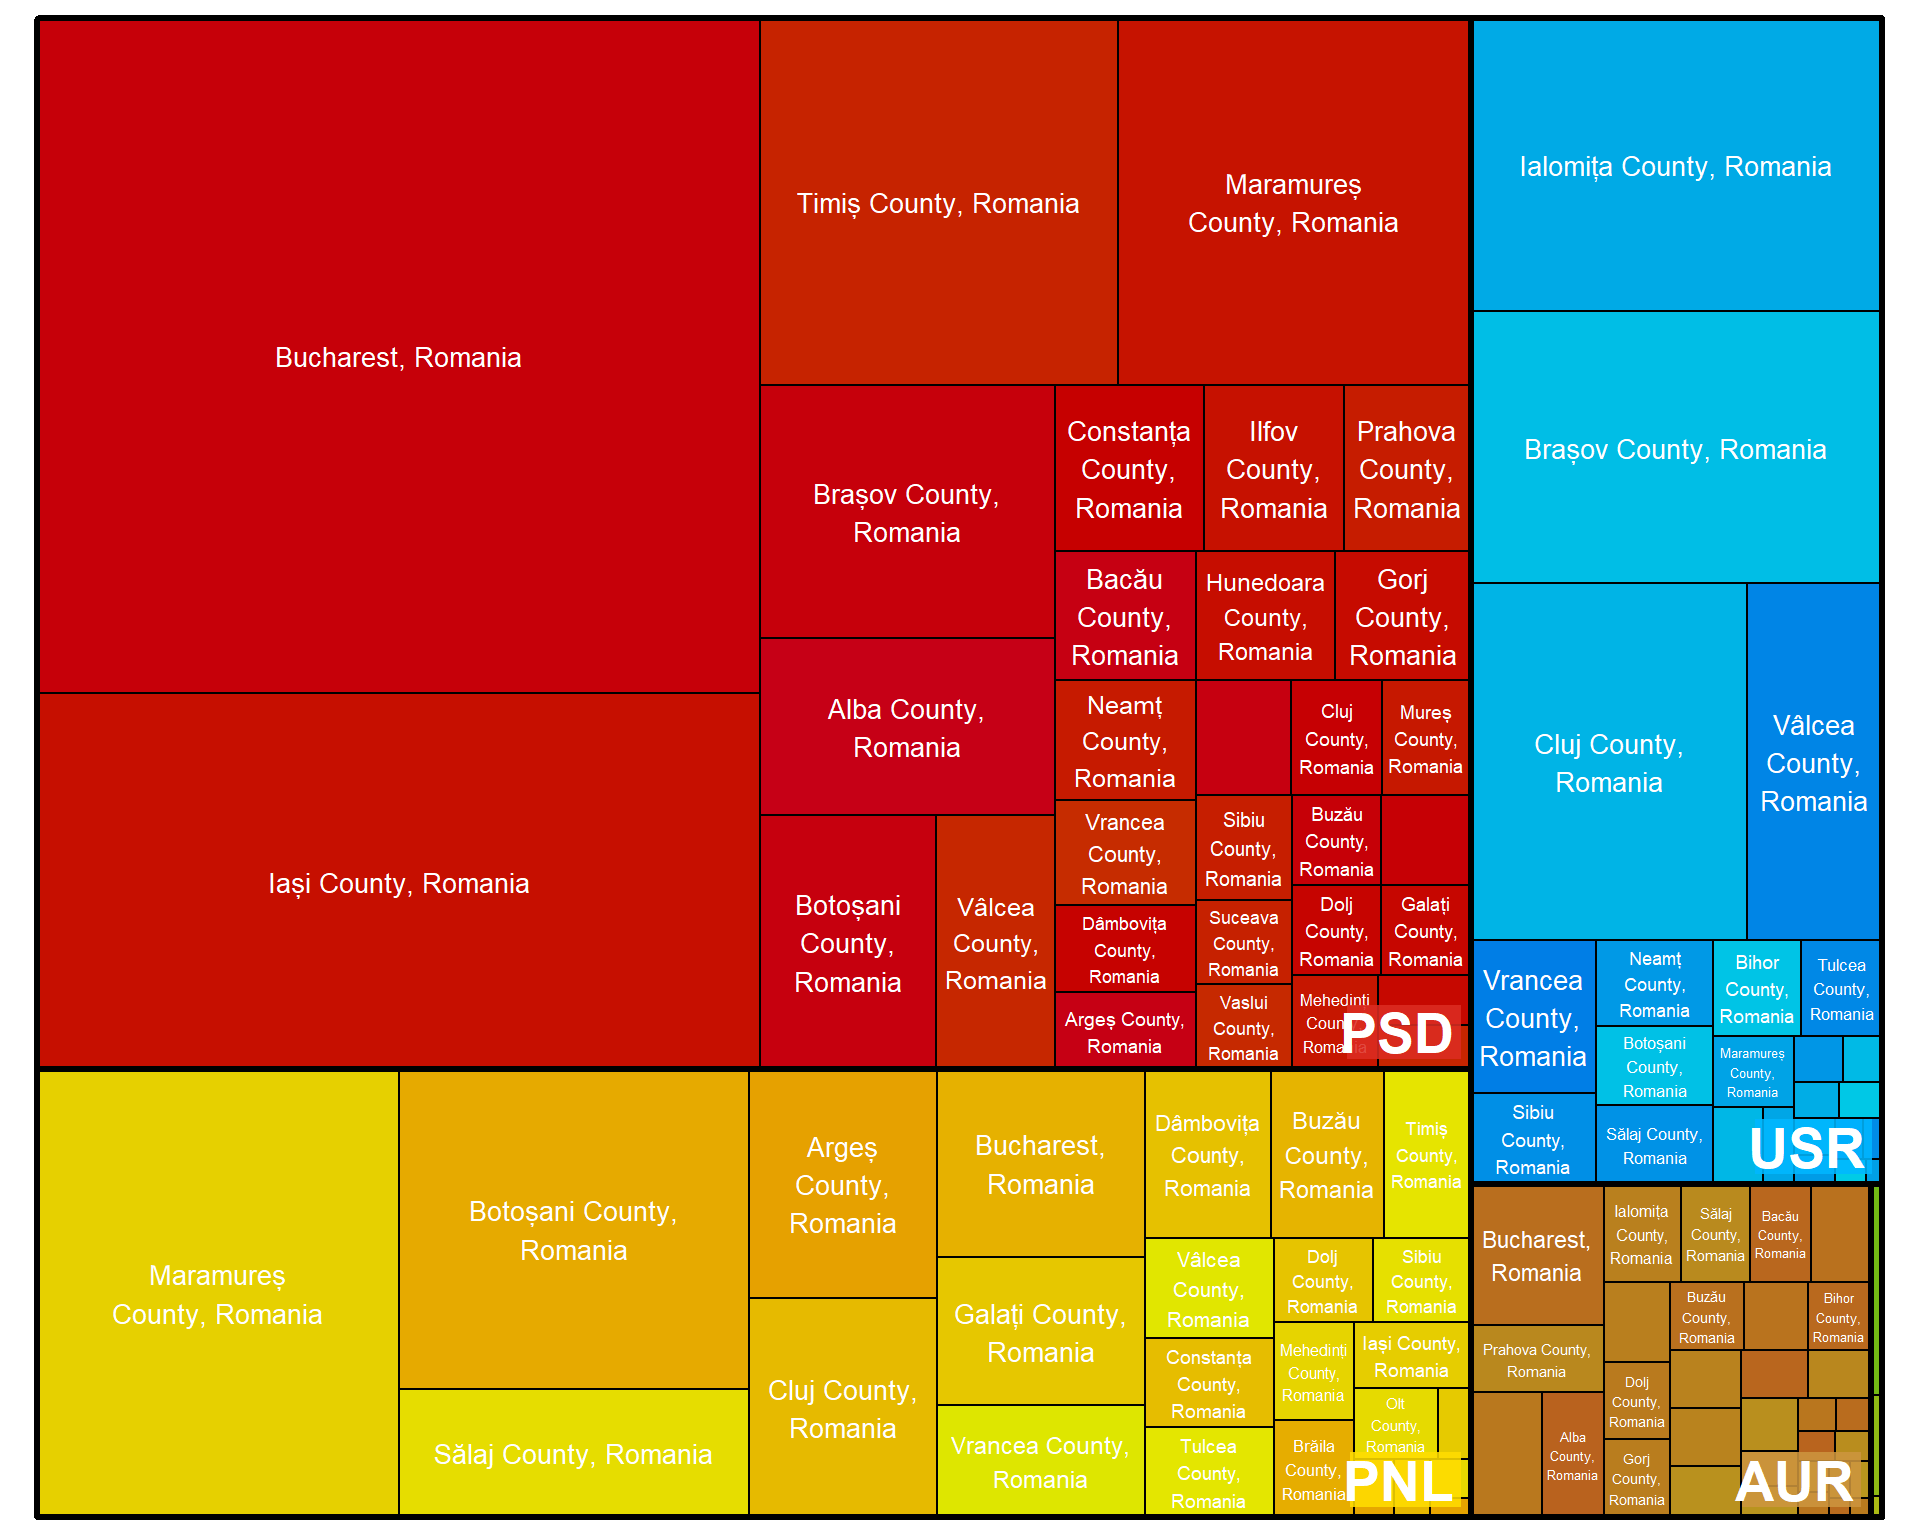 Bucharest, Romania
Iași County, Romania
Timiș County, Romania
Maramureș
County, Romania
Brașov County,
Romania
Alba County,
Romania
Botoșani
County,
Romania
Vâlcea
County,
Romania
Constanța
County,
Romania
Ilfov
County,
Romania
Prahova
County,
Romania
Bacău
County,
Romania
Hunedoara
County,
Romania
Gorj
County,
Romania
Neamț
County,
Romania
Vrancea
County,
Romania
Dâmbovița
County,
Romania
Argeș County,
Romania
Cluj
County,
Romania
Mureș
County,
Romania
Sibiu
County,
Romania
Suceava
County,
Romania
Vaslui
County,
Romania
Buzău
County,
Romania
Dolj
County,
Romania
Galați
County,
Romania
Mehedinți
County,
Romania
PSD
Maramureș
County, Romania
Botoșani County,
Romania
Sălaj County, Romania
Argeș
County,
Romania
Cluj County,
Romania
Bucharest,
Romania
Galați County,
Romania
Vrancea County,
Romania
Dâmbovița
County,
Romania
Buzău
County,
Romania
Timiș
County,
Romania
Vâlcea
County,
Romania
Constanța
County,
Romania
Tulcea
County,
Romania
Dolj
County,
Romania
Sibiu
County,
Romania
Mehedinți
County,
Romania
Iași County,
Romania
Olt
County,
Romania
Brăila
County,
Romania
PNL
Ialomița County, Romania
Brașov County, Romania
Cluj County,
Romania
Vâlcea
County,
Romania
Vrancea
County,
Romania
Sibiu
County,
Romania
Neamț
County,
Romania
Botoșani
County,
Romania
Sălaj County,
Romania
Bihor
County,
Romania
Tulcea
County,
Romania
Maramureș
County,
Romania
USR
Bucharest,
Romania
Prahova County,
Romania
Alba
County,
Romania
Ialomița
County,
Romania
Sălaj
County,
Romania
Bacău
County,
Romania
Buzău
County,
Romania
Bihor
County,
Romania
Dolj
County,
Romania
Gorj
County,
Romania
AUR